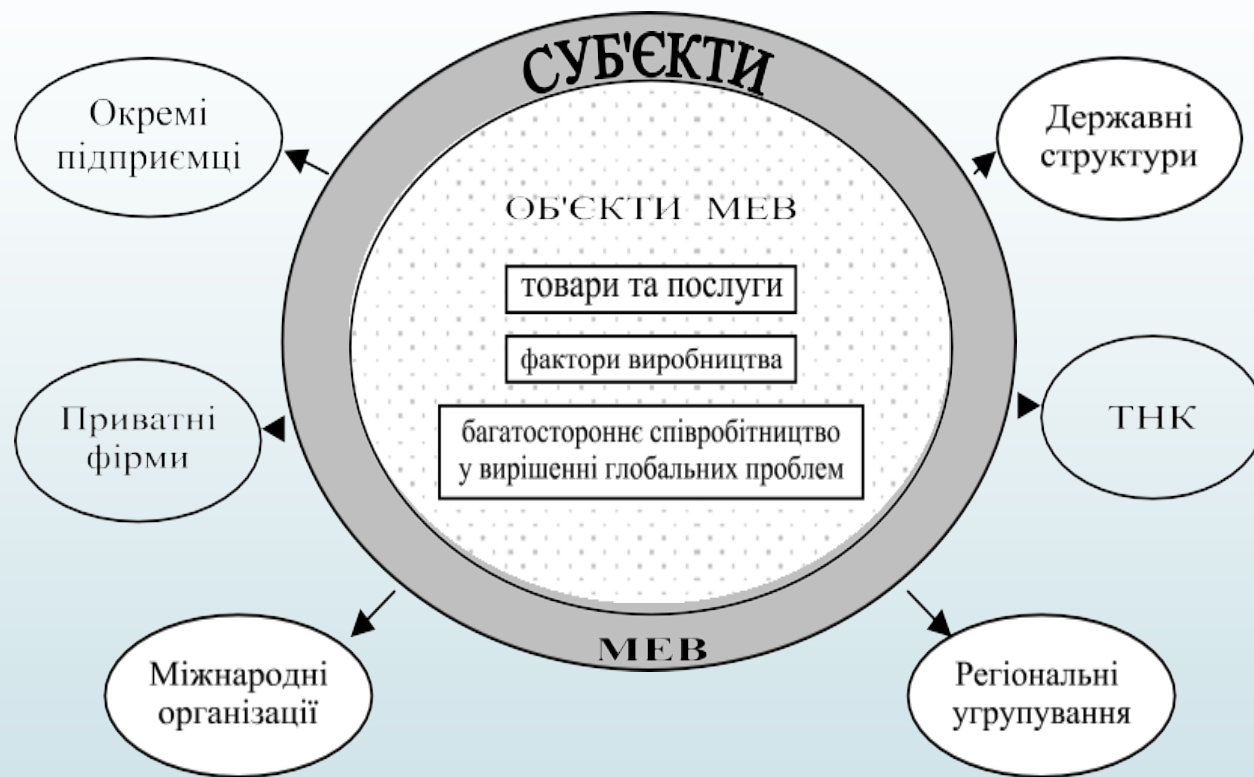 СУБ'ЄКТИ
Окремі
підприємці
Державні
структури
ОБ'ЄКТИ МЕВ
товари та послуги
фактори виробництва
багатостороннє співробітництво
у вирішенні глобальних проблем
Приватні
фірми
ТНК
МЕВ
Міжнародні
організації
Регіональні
угрупування